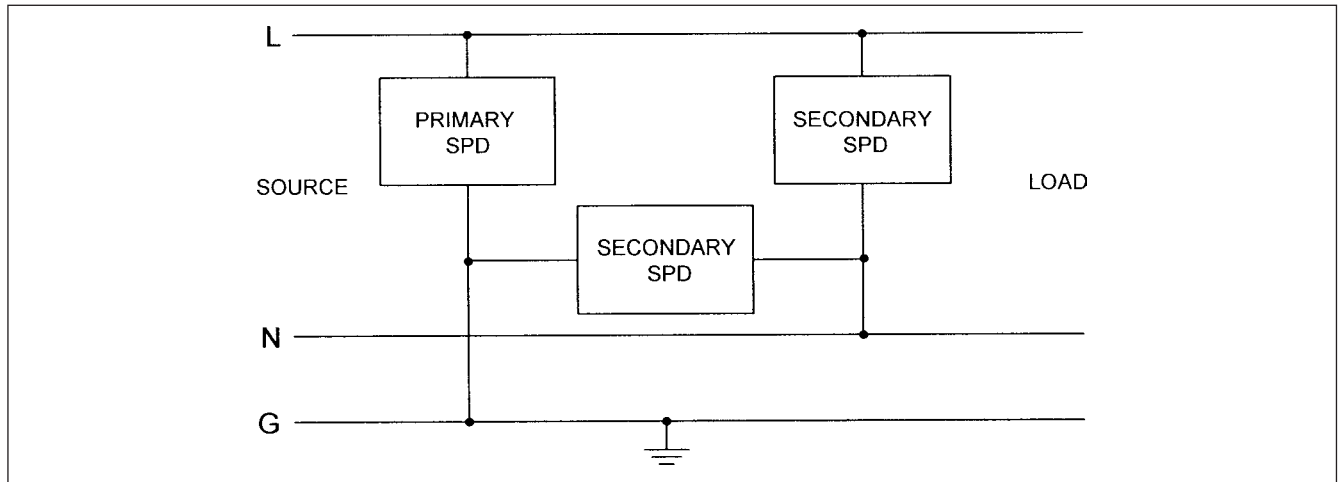 L
PRIMARY
SPD
SECONDARY
SPD
SOURCE
LOAD
SECONDARY
SPD
N
G